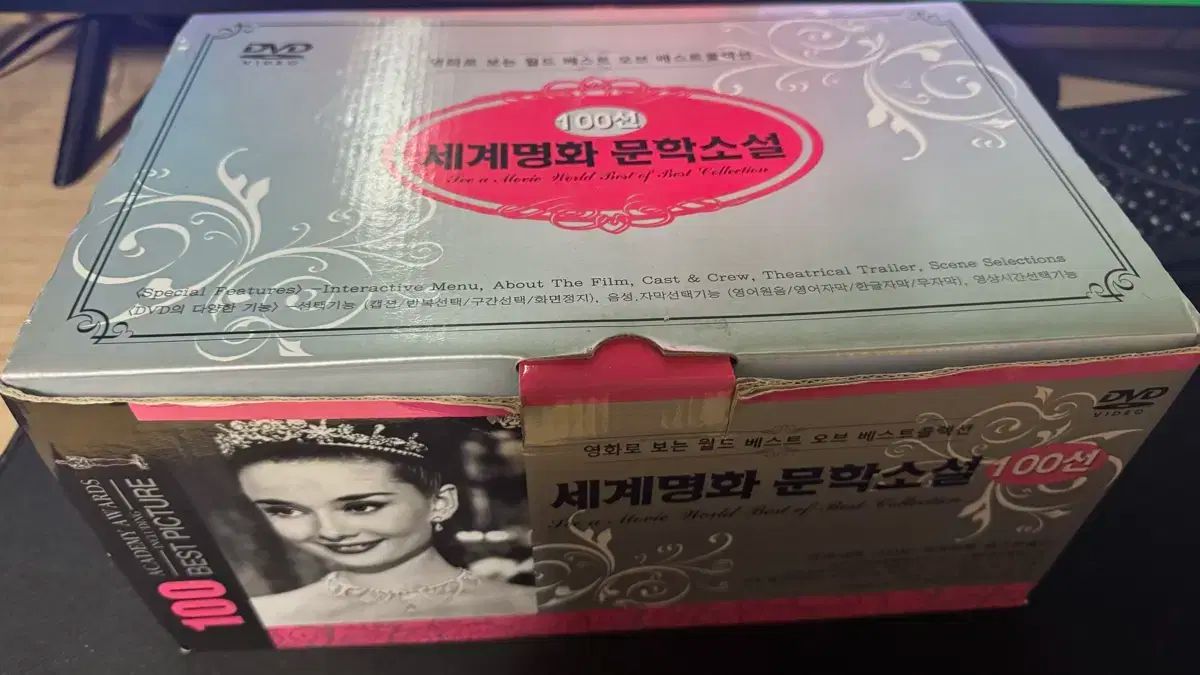 DVD
VIDEO
영화로 보는 월드 베스트 오브 베스트콜렉션
100선
세계명화 문학소설
See a Movie World Best of Best Collection
<Special Features> -Interactive Menu, About The Film, Cast & Crew, Theatrical Trailer, Scene Selections
<DVD의 다양한 기능> -선택기능 (캡션/반복선택/구간선택/화면정지), 음성.자막선택기능 (영어원음/영어자막/한글자막/무자막), 영상시간선택기능
DVD
VIDEO
영화로 보는 월드 베스트 오브 베스트콜렉션
세계명화 문학소설 100선
See a Movie World Best of Best Collection
ACADEMY AWARDS
INCLUDING
BEST PICTURE
100